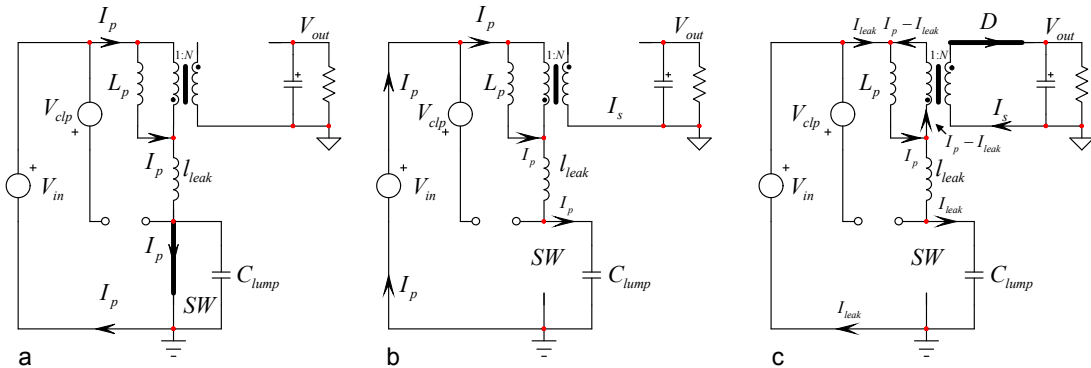 I_p
V_out
1:N
L_p
V_clp
+
+
I_p
l_leak
V_in
+
I_p
C_lump
I_p
SW
a
I_p
V_out
1:N
+
I_p
L_p
V_clp
+
I_s
I_p
l_leak
+
V_in
I_p
SW
C_lump
I_p
b
I_leak
I_p – I_leak
D
V_out
1:N
+
L_p
V_clp
+
I_s
I_p
I_p – I_leak
l_leak
+
V_in
I_leak
SW
C_lump
I_leak
c